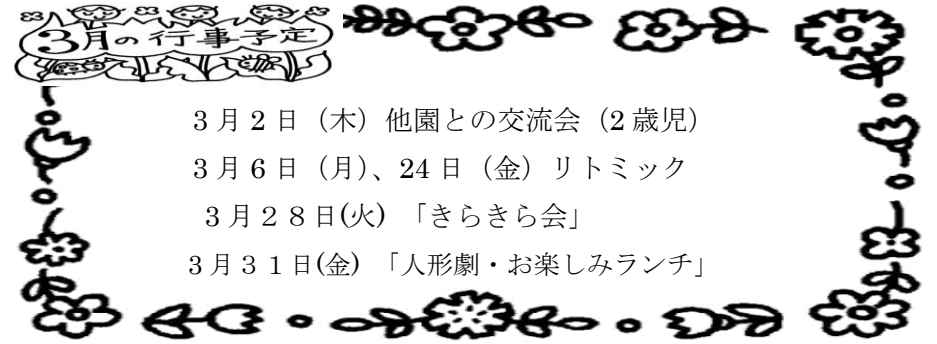 3月の行事予定
3月2日（木）他園との交流会（2歳児）
3月6日（月）、24日（金）リトミック
3月２８日(火) 「きらきら会」
3月３１日(金) 「人形劇・お楽しみランチ」